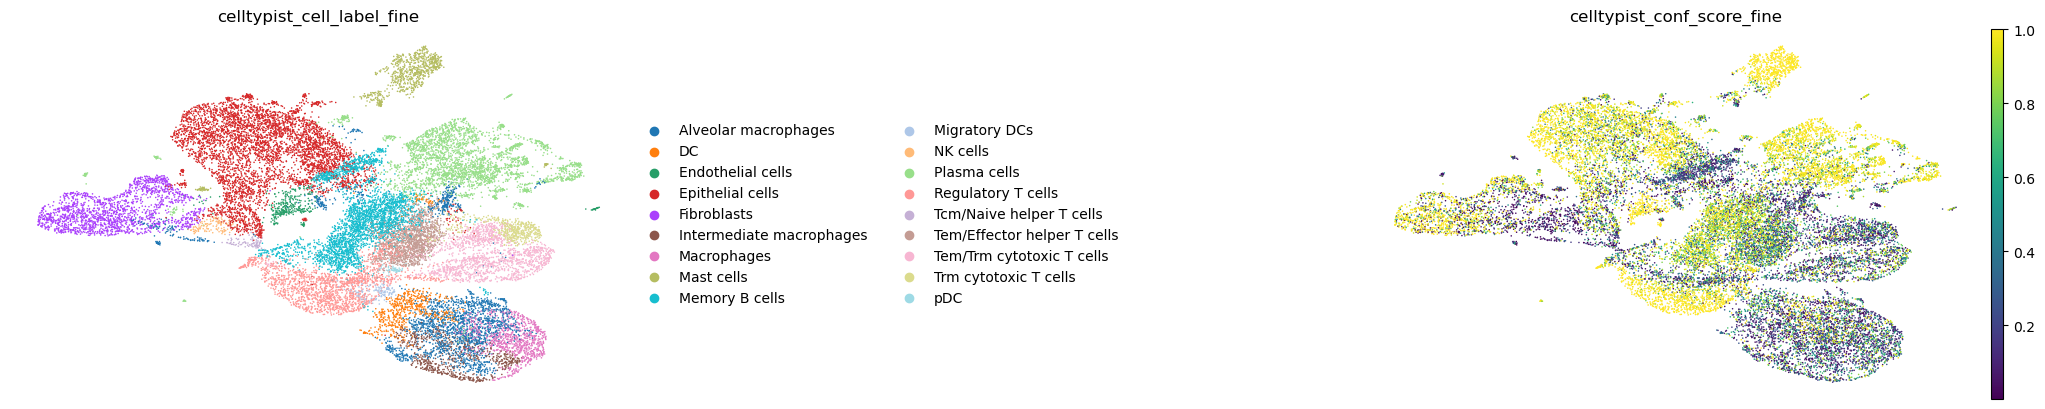 celltypist_cell_label_fine
Alveolar macrophages
DC
Endothelial cells
Epithelial cells
Fibroblasts
Intermediate macrophages
Macrophages
Mast cells
Memory B cells
Migratory DCs
NK cells
Plasma cells
Regulatory T cells
Tcm/Naive helper T cells
Tem/Effector helper T cells
Tem/Trm cytotoxic T cells
Trm cytotoxic T cells
pDC
celltypist_conf_score_fine
1.0
0.8
0.6
0.4
0.2